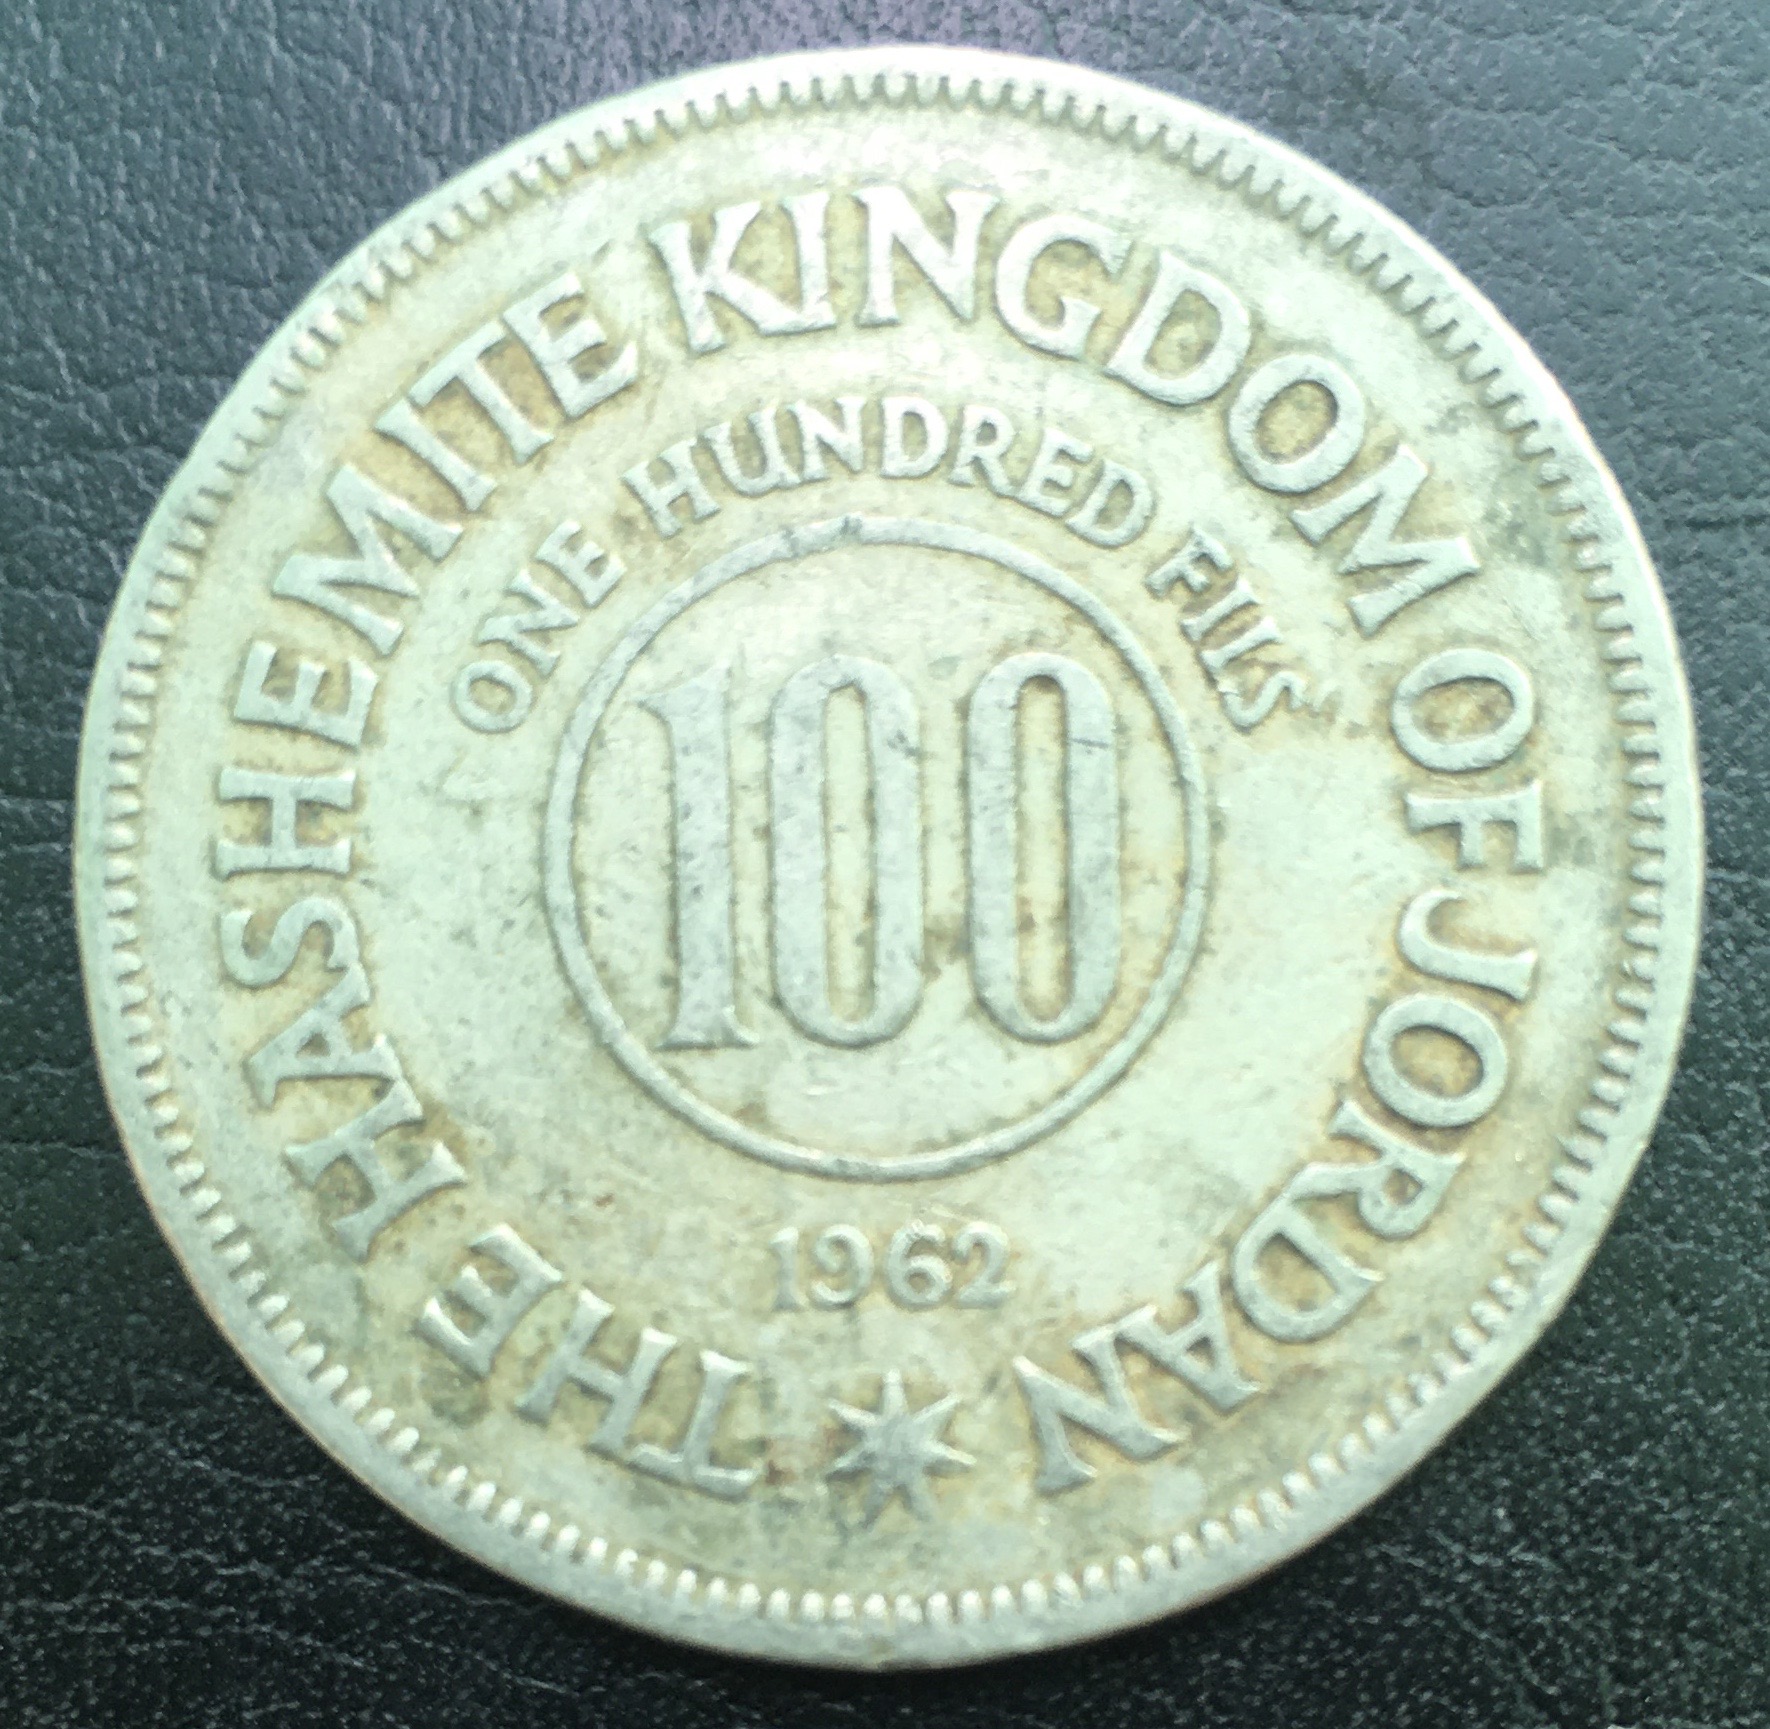 THE HASHEMITE KINGDOM OF JORDAN
ONE HUNDRED FILS
100
1962